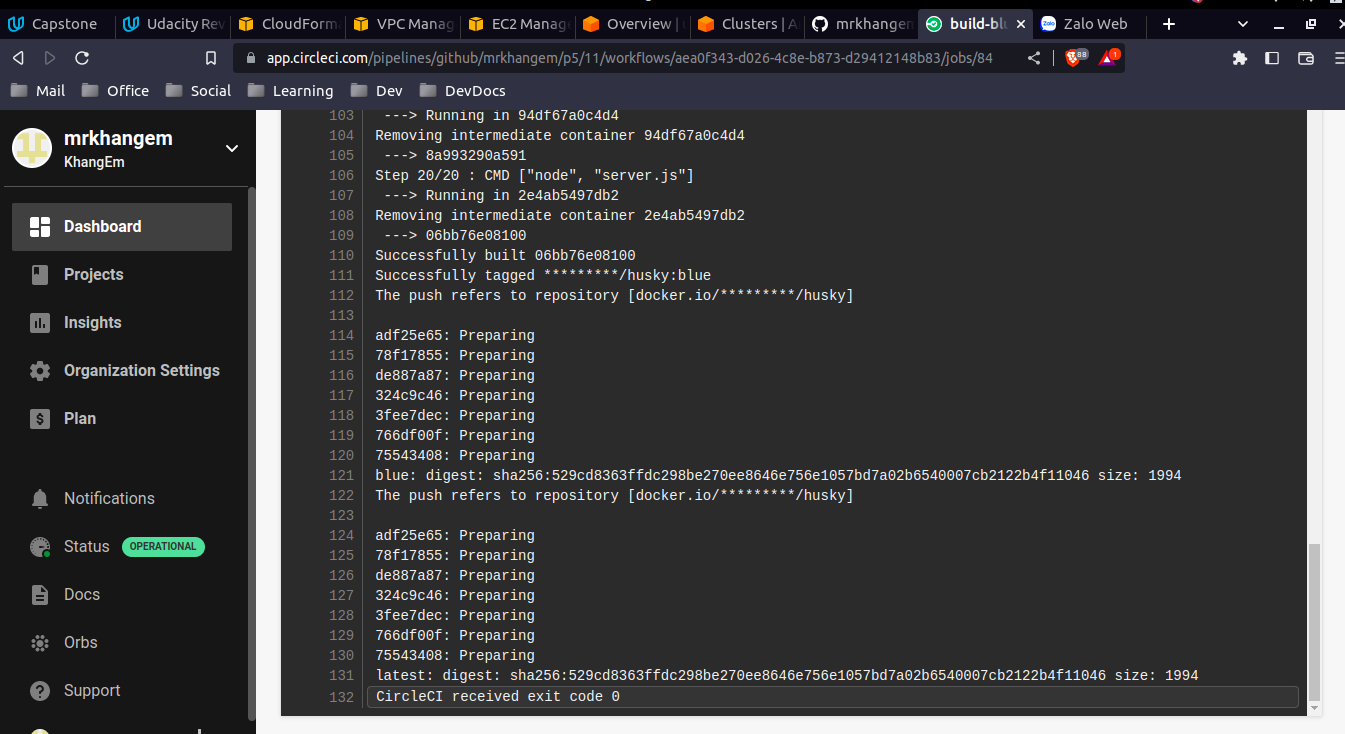 Capstone
Udacity Rev
CloudForm
VPC Manag
EC2 Manag
Overview |
Clusters | A
mrkhangem
build-blu
Zalo Web
app.circleci.com/pipelines/github/mrkhangem/p5/11/workflows/aea0f343-d026-4c8e-b873-d29412148b83/jobs/84
88
1
Mail
Office
Social
Learning
Dev
DevDocs
mrkhangem
KhangEm
Dashboard
Projects
Insights
Organization Settings
Plan
Notifications
Status OPERATIONAL
Docs
Orbs
Support
103 ---> Running in 94df67a0c4d4
104 Removing intermediate container 94df67a0c4d4
105 ---> 8a993290a591
106 Step 20/20 : CMD ["node", "server.js"]
107 ---> Running in 2e4ab5497db2
108 Removing intermediate container 2e4ab5497db2
109 ---> 06bb76e08100
110 Successfully built 06bb76e08100
111 Successfully tagged *********/husky:blue
112 The push refers to repository [docker.io/*********/husky]
113
114 adf25e65: Preparing
115 78f17855: Preparing
116 de887a87: Preparing
117 324c9c46: Preparing
118 3fee7dec: Preparing
119 766df00f: Preparing
120 75543408: Preparing
121 blue: digest: sha256:529cd8363ffdc298be270ee8646e756e1057bd7a02b6540007cb2122b4f11046 size: 1994
122 The push refers to repository [docker.io/*********/husky]
123
124 adf25e65: Preparing
125 78f17855: Preparing
126 de887a87: Preparing
127 324c9c46: Preparing
128 3fee7dec: Preparing
129 766df00f: Preparing
130 75543408: Preparing
131 latest: digest: sha256:529cd8363ffdc298be270ee8646e756e1057bd7a02b6540007cb2122b4f11046 size: 1994
132 CircleCI received exit code 0